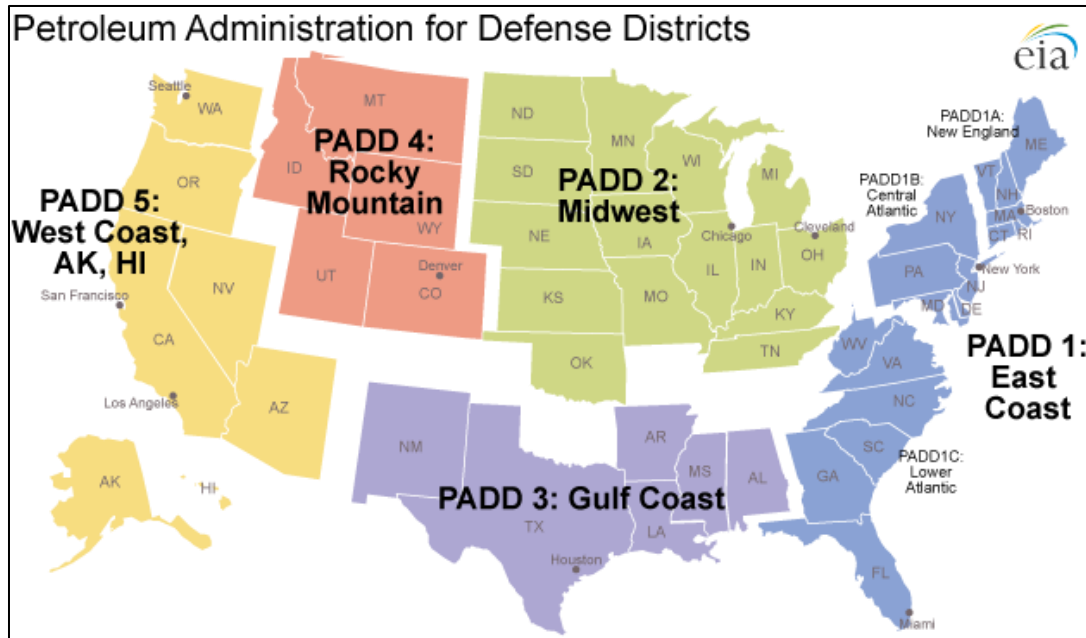 Petroleum Administration for Defense Districts
eia
Seattle
WA
OR
PADD 5:
West Coast,
AK, HI
San Francisco
NV
CA
Los Angeles
AZ
AK
HI
MT
ID
PADD 4:
Rocky
Mountain
WY
UT
Denver
CO
ND
MN
SD
WI
MI
PADD 2:
Midwest
NE
IA
Chicago
Cleveland
IL
IN
OH
KS
MO
KY
OK
TN
NM
AR
MS
AL
PADD 3: Gulf Coast
TX
LA
Houston
PADD1A:
New England
ME
VT
NH
PADD1B:
Central
Atlantic
NY
MA
Boston
CT
RI
New York
PA
NJ
MD
DE
WV
VA
PADD 1:
East
Coast
NC
SC
PADD1C:
Lower
Atlantic
GA
FL
Miami